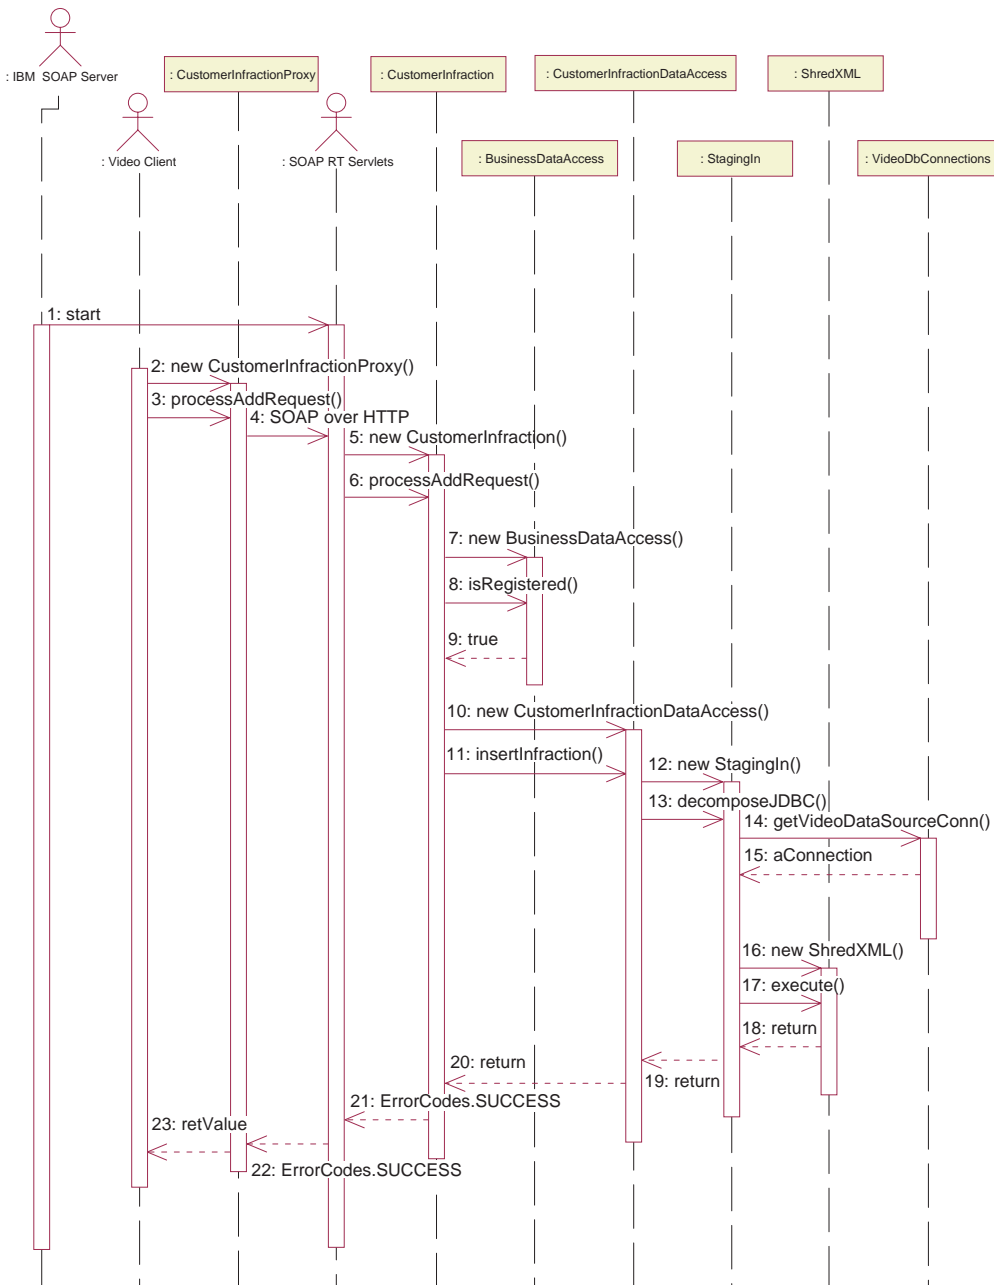 : IBM  SOAP Server
: CustomerInfractionProxy
: CustomerInfraction
: CustomerInfractionDataAccess
: ShredXML
: Video Client
: SOAP RT Servlets
: BusinessDataAccess
: StagingIn
: VideoDbConnections
1: start
2: new CustomerInfractionProxy()
3: processAddRequest()
4: SOAP over HTTP
5: new CustomerInfraction()
6: processAddRequest()
7: new BusinessDataAccess()
8: isRegistered()
9: true
10: new CustomerInfractionDataAccess()
11: insertInfraction()
12: new StagingIn()
13: decomposeJDBC()
14: getVideoDataSourceConn()
15: aConnection
16: new ShredXML()
17: execute()
18: return
19: return
20: return
21: ErrorCodes.SUCCESS
22: ErrorCodes.SUCCESS
23: retValue